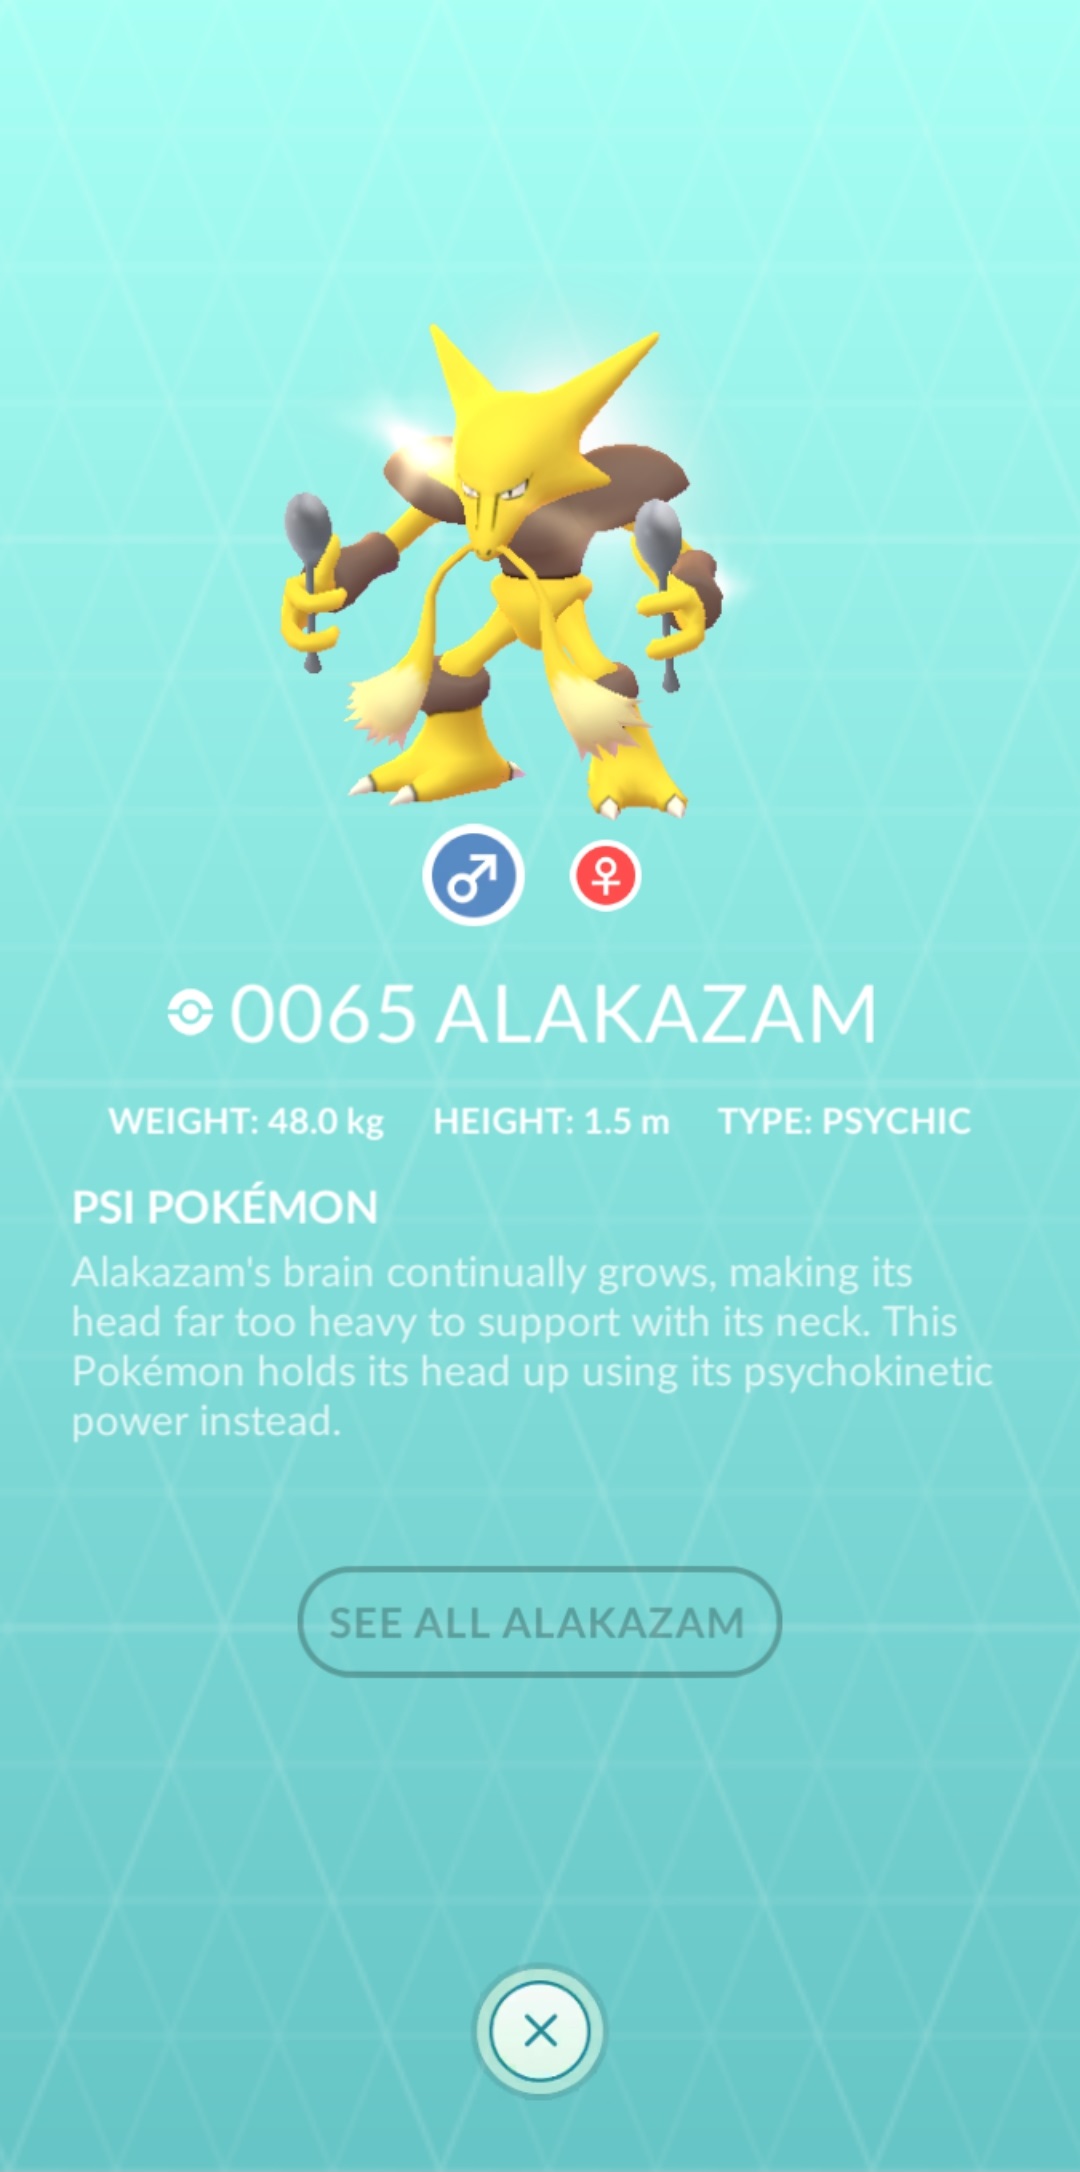 0065 ALAKAZAM
WEIGHT: 48.0 kg HEIGHT: 1.5 m TYPE: PSYCHIC
PSI POKÉMON
Alakazam's brain continually grows, making its
head far too heavy to support with its neck. This
Pokémon holds its head up using its psychokinetic
power instead.
SEE ALL ALAKAZAM